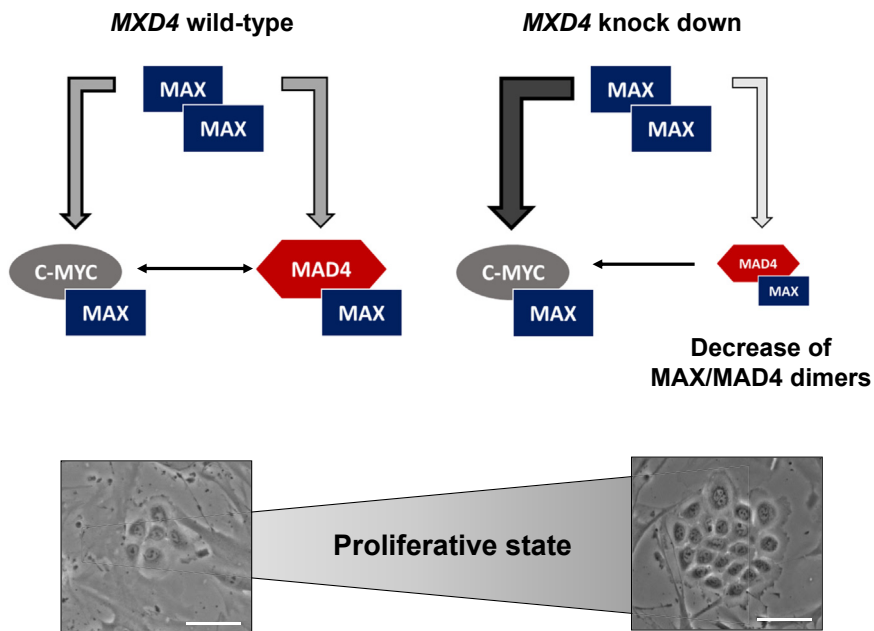 MXD4 wild-type
MXD4 knock down
MAX
MAX
MAX
MAX
C-MYC
MAX
MAD4
MAX
C-MYC
MAX
MAD4
MAX
Decrease of
MAX/MAD4 dimers
Proliferative state